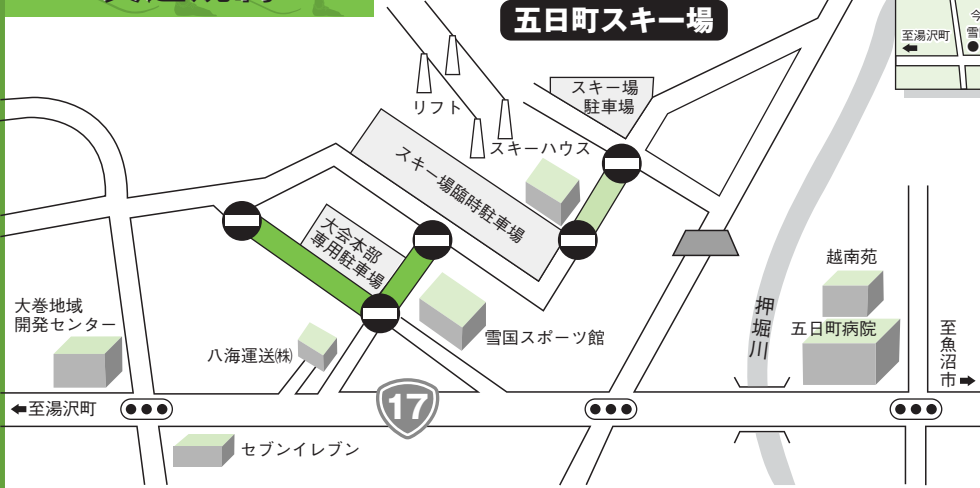 五日町スキー場
至湯沢町
スキー場
駐車場
リフト
スキーハウス
スキー場臨時駐車場
大会本部
専用駐車場
越南苑
大巻地域
開発センター
押堀川
五日町病院
至魚沼市
雪国スポーツ館
八海運送㈱
17
至湯沢町
セブンイレブン